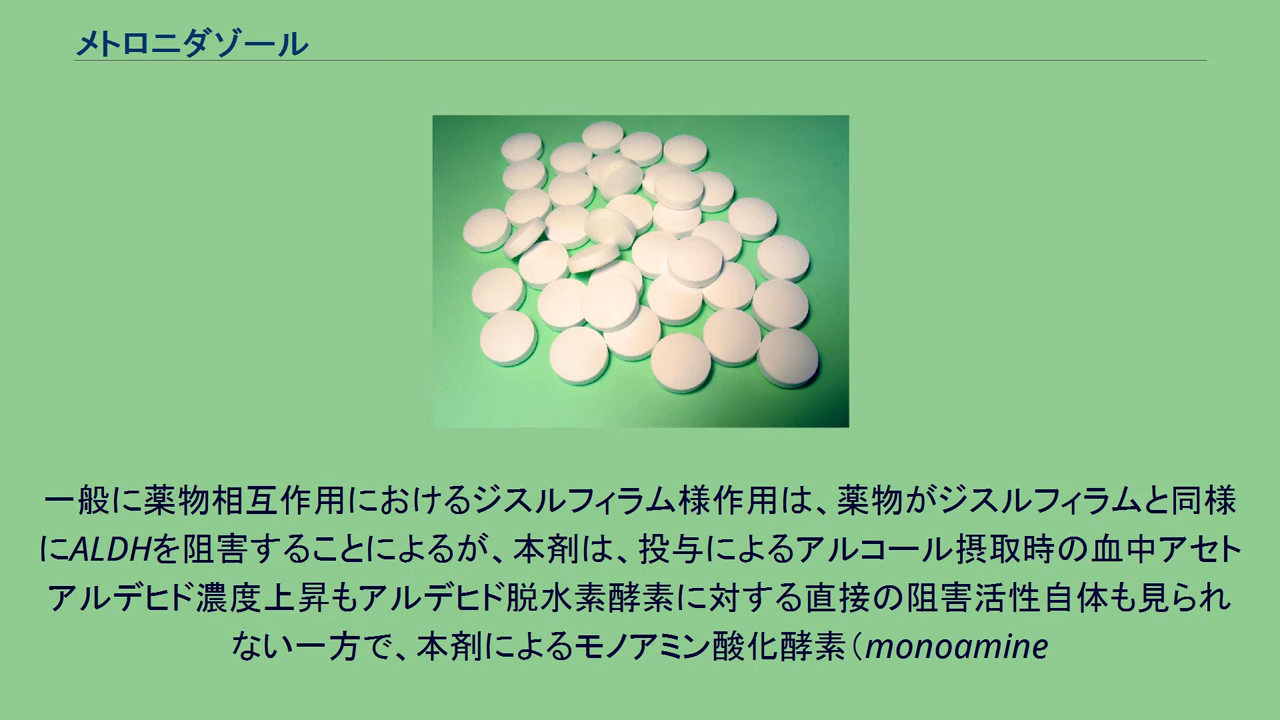 メトロニダゾール
一般に薬物相互作用におけるジスルフィラム様作用は、薬物がジスルフィラムと同様
にALDHを阻害することによるが、本剤は、投与によるアルコール摂取時の血中アセト
アルデヒド濃度上昇もアルデヒド脱水素酵素に対する直接の阻害活性自体も見られ
ない一方で、本剤によるモノアミン酸化酵素（monoamine